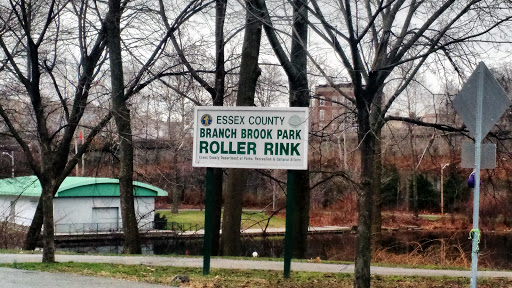 ESSEX COUNTY
BRANCH BROOK PARK
ROLLER RINK
Essex County Department of Parks, Recreation & Cultural Affairs